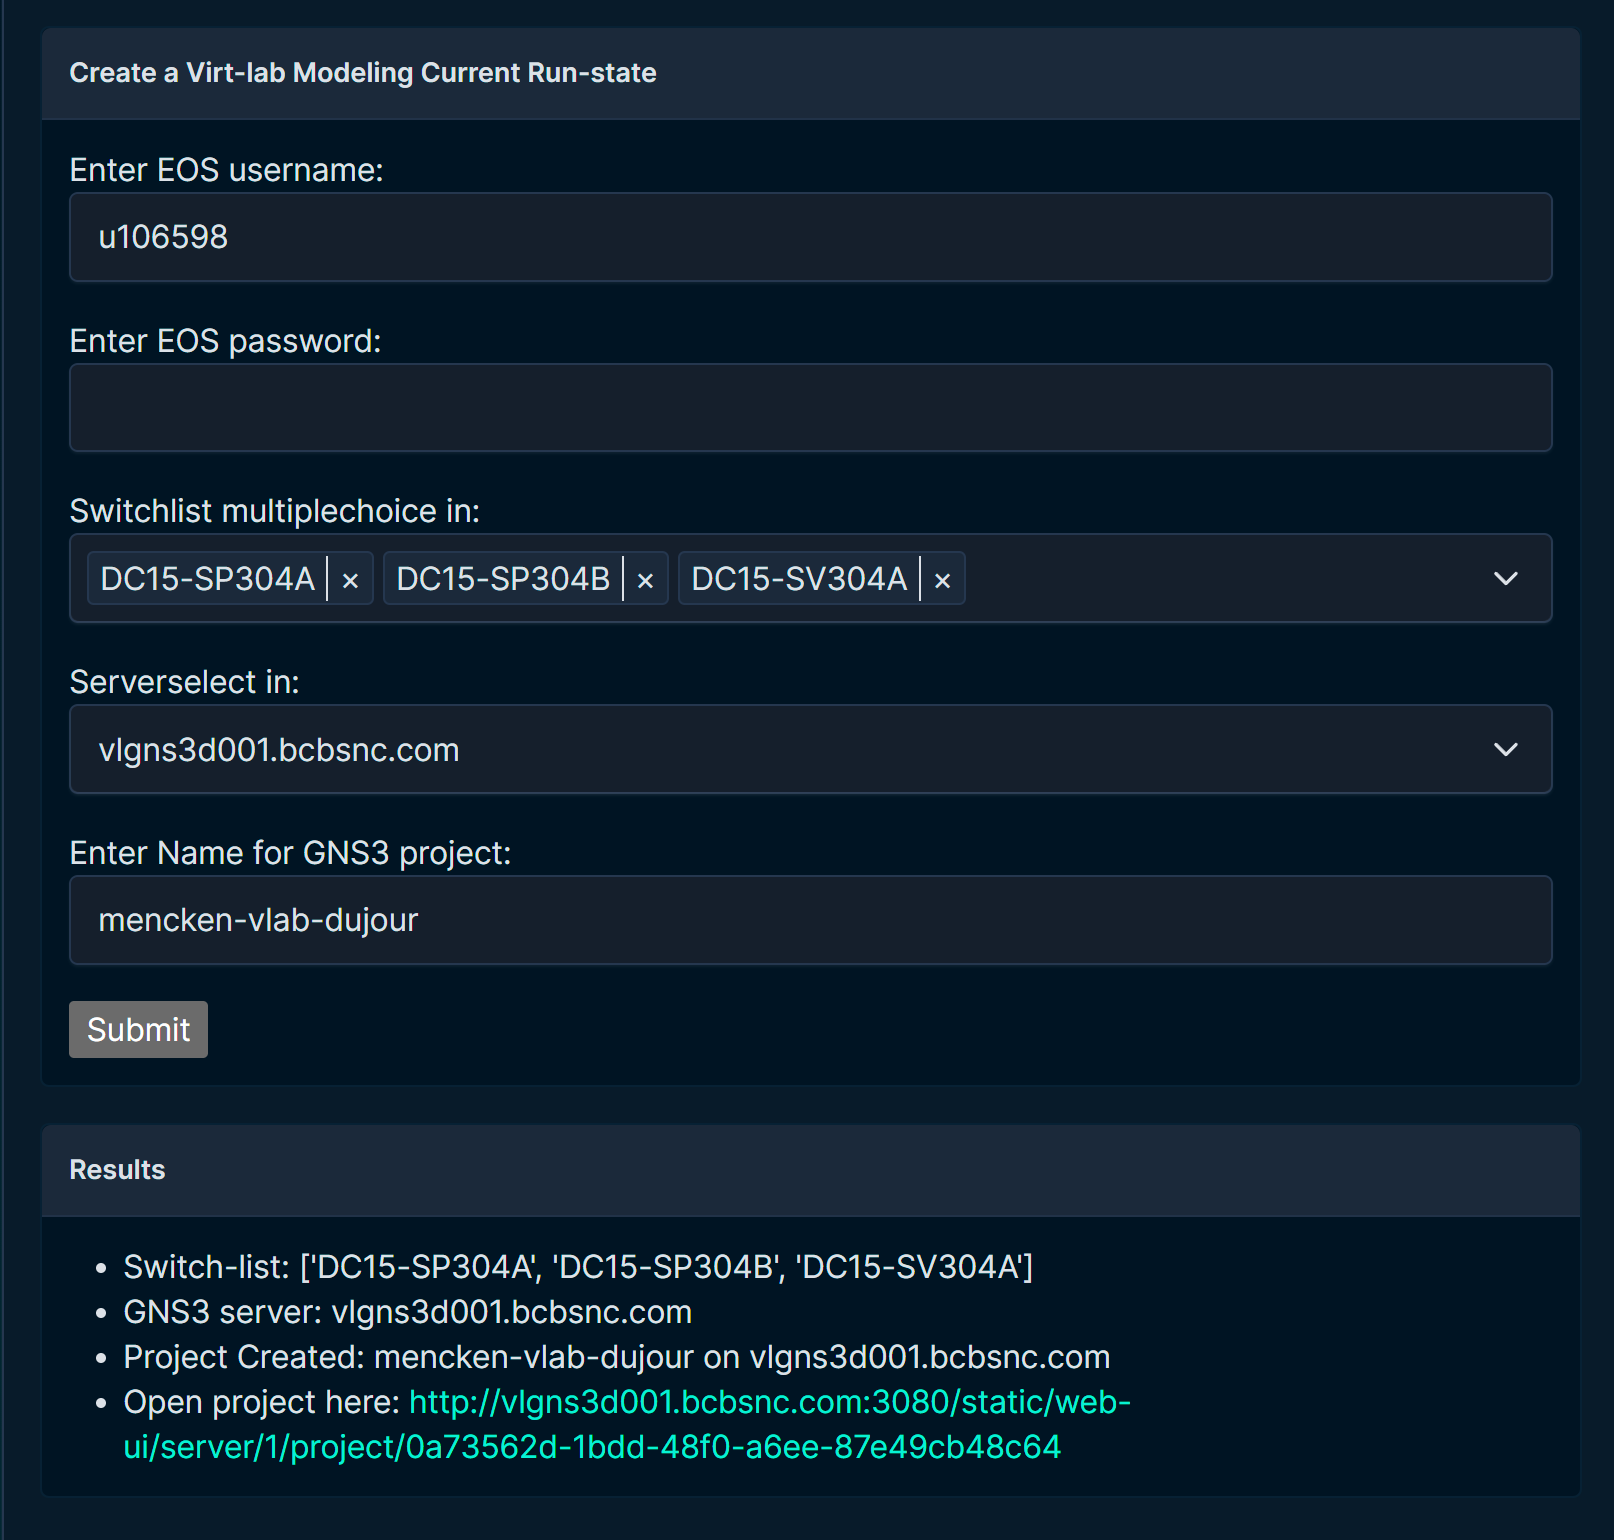 Create a Virt-lab Modeling Current Run-state
Enter EOS username:
u106598
Enter EOS password:
Switchlist multiplechoice in:
DC15-SP304A × DC15-SP304B × DC15-SV304A ×
Serverselect in:
vlgns3d001.bcbsnc.com
Enter Name for GNS3 project:
mencken-vlab-dujour
Submit
Results
• Switch-list: ['DC15-SP304A', 'DC15-SP304B', 'DC15-SV304A']
• GNS3 server: vlgns3d001.bcbsnc.com
• Project Created: mencken-vlab-dujour on vlgns3d001.bcbsnc.com
• Open project here: http://vlgns3d001.bcbsnc.com:3080/static/web-
ui/server/1/project/0a73562d-1bdd-48f0-a6ee-87e49cb48c64